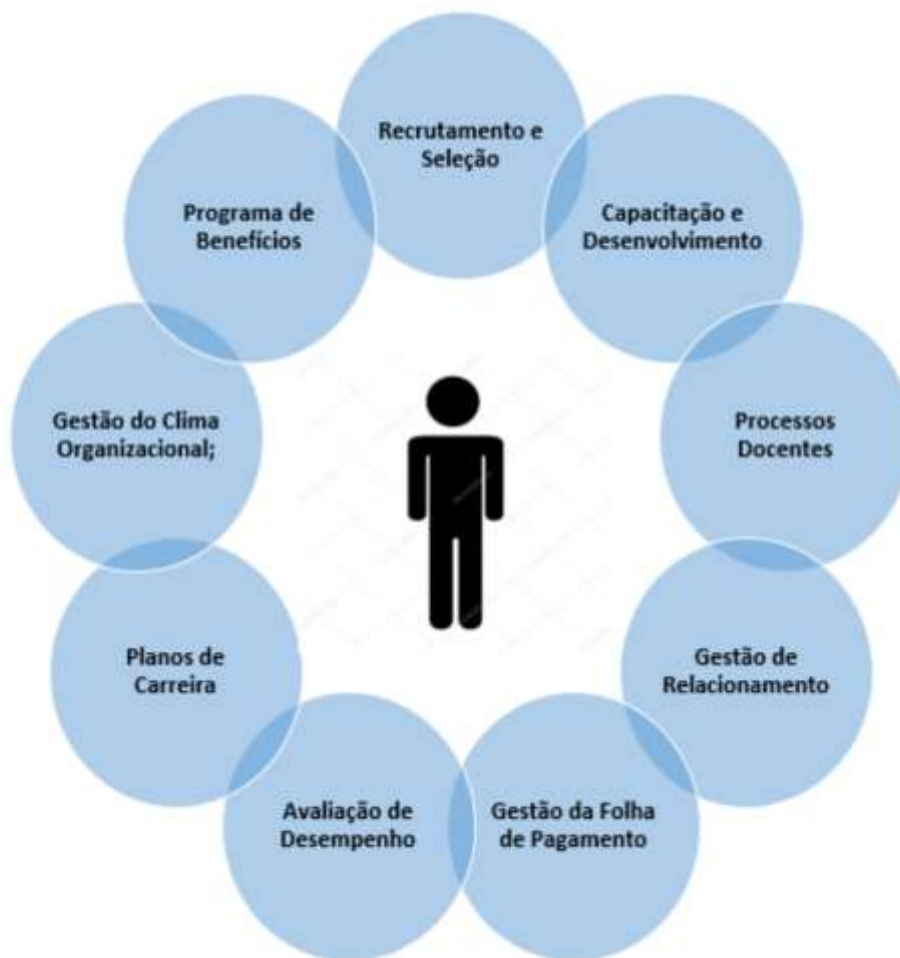 Recrutamento e
Seleção
Capacitação e
Desenvolvimento
Processos
Docentes
Gestão de
Relacionamento
Gestão da Folha
de Pagamento
Avaliação de
Desempenho
Planos de
Carreira
Gestão do Clima
Organizacional;
Programa de
Benefícios